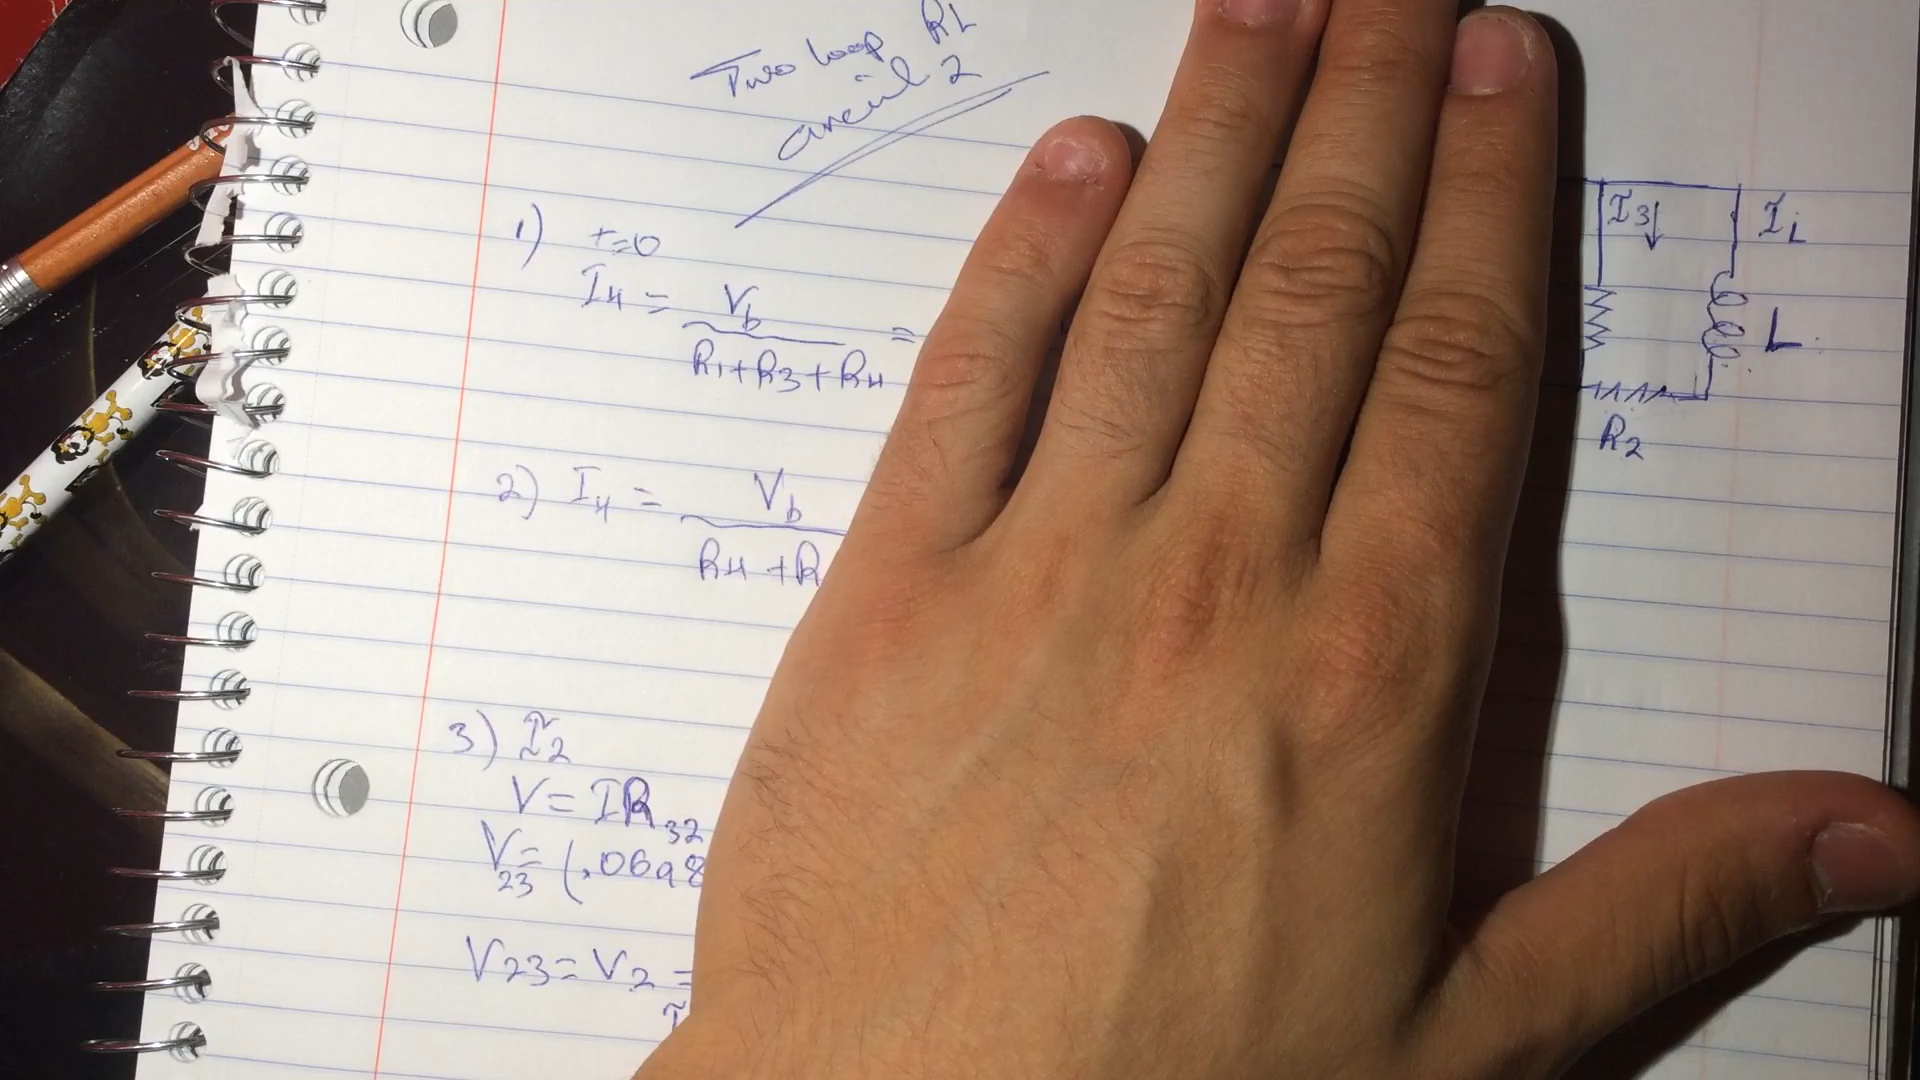 Two loop RL
circuit 2
1) t=0
I4 = Vb
R1+R3+R4 =
2) I4 = Vb
R4 +R
3) I2
V= IR32
V23 = (.0698
V23 = V2 =
I
I3
IL
L
R2